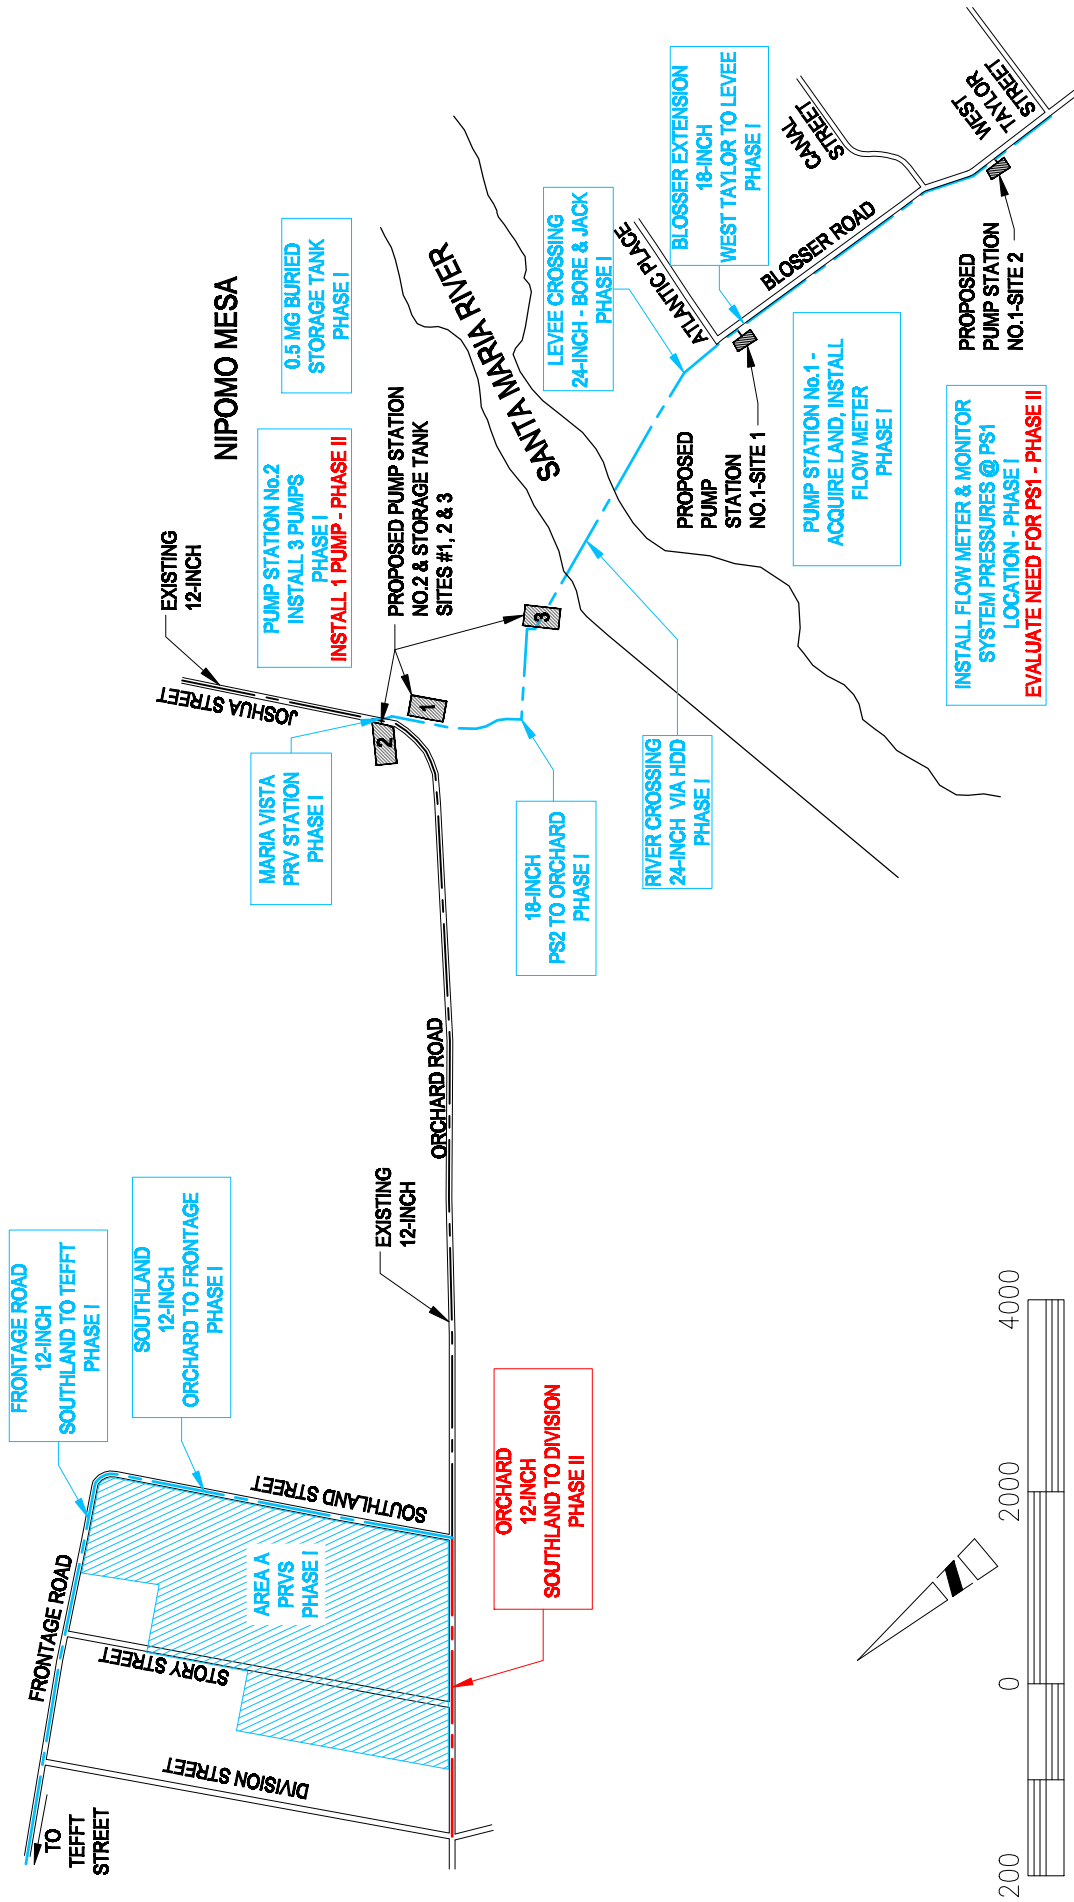 FRONTAGE ROAD
12-INCH
SOUTHLAND TO TEFFT
PHASE I
SOUTHLAND
12-INCH
ORCHARD TO FRONTAGE
PHASE I
TO
TEFFT
STREET
FRONTAGE ROAD
DIVISION STREET
STORY STREET
SOUTHLAND STREET
AREA A
PRVS
PHASE I
ORCHARD
12-INCH
SOUTHLAND TO DIVISION
PHASE II
EXISTING
12-INCH
ORCHARD ROAD
MARIA VISTA
PRV STATION
PHASE I
JOSHUA STREET
EXISTING
12-INCH
NIPOMO MESA
PUMP STATION No.2
INSTALL 3 PUMPS
PHASE I
INSTALL 1 PUMP - PHASE II
0.5 MG BURIED
STORAGE TANK
PHASE I
PROPOSED PUMP STATION
NO.2 & STORAGE TANK
SITES #1, 2 & 3
2
1
3
18-INCH
PS2 TO ORCHARD
PHASE I
RIVER CROSSING
24-INCH VIA HDD
PHASE I
SANTA MARIA RIVER
LEVEE CROSSING
24-INCH - BORE & JACK
PHASE I
ATLANTIC PLACE
BLOSSER EXTENSION
18-INCH
WEST TAYLOR TO LEVEE
PHASE I
BLOSSER ROAD
CANAL
STREET
WEST
TAYLOR
STREET
PROPOSED
PUMP
STATION
NO.1-SITE 1
PROPOSED
PUMP STATION
NO.1-SITE 2
PUMP STATION No.1 -
ACQUIRE LAND, INSTALL
FLOW METER
PHASE I
INSTALL FLOW METER & MONITOR
SYSTEM PRESSURES @ PS1
LOCATION - PHASE I
EVALUATE NEED FOR PS1 - PHASE II
200
0
2000
4000